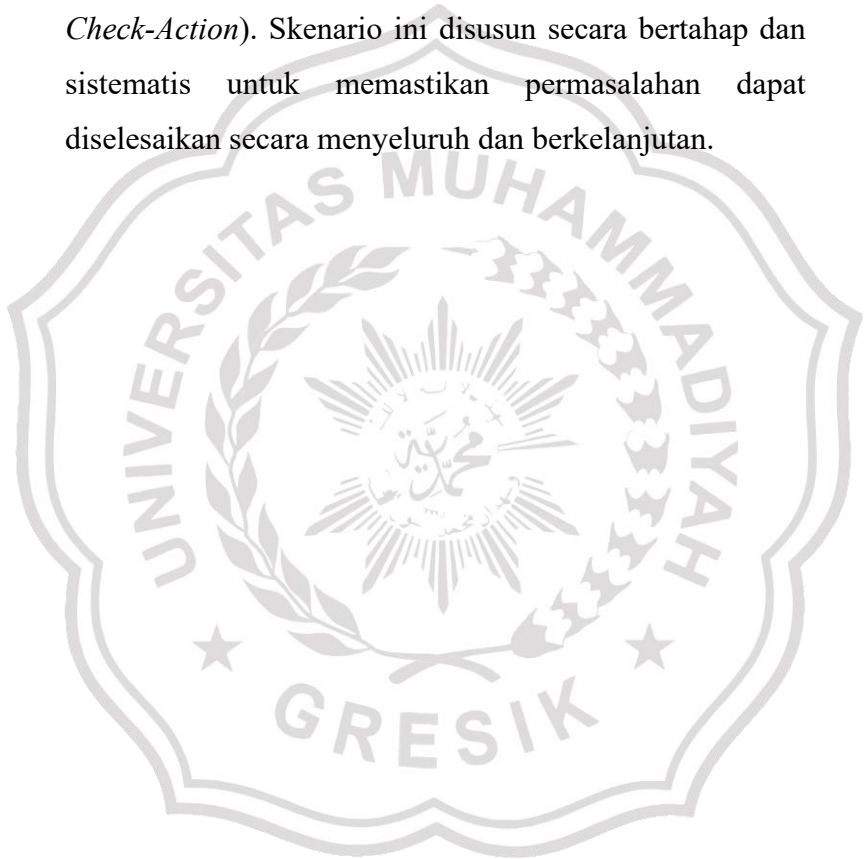 Check-Action). Skenario ini disusun secara bertahap dan
sistematis untuk memastikan permasalahan dapat
diselesaikan secara menyeluruh dan berkelanjutan.
UNIVERSITAS MUHAMMADIYAH
GRESIK